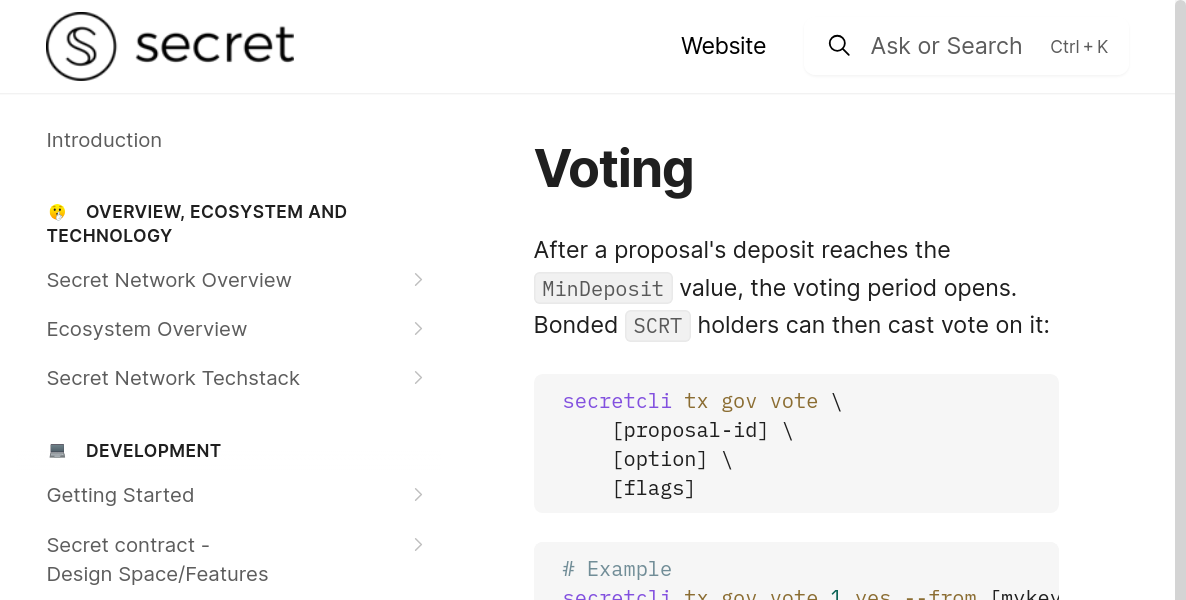 secret
Website
Ask or Search Ctrl + K
Introduction
OVERVIEW, ECOSYSTEM AND
TECHNOLOGY
Secret Network Overview
Ecosystem Overview
Secret Network Techstack
DEVELOPMENT
Getting Started
Secret contract -
Design Space/Features
Voting
After a proposal's deposit reaches the
MinDeposit value, the voting period opens.
Bonded SCRT holders can then cast vote on it:
secretcli tx gov vote \
[proposal-id] \
[option] \
[flags]
# Example
secretcli tx gov vote 1 yes --from [mykey